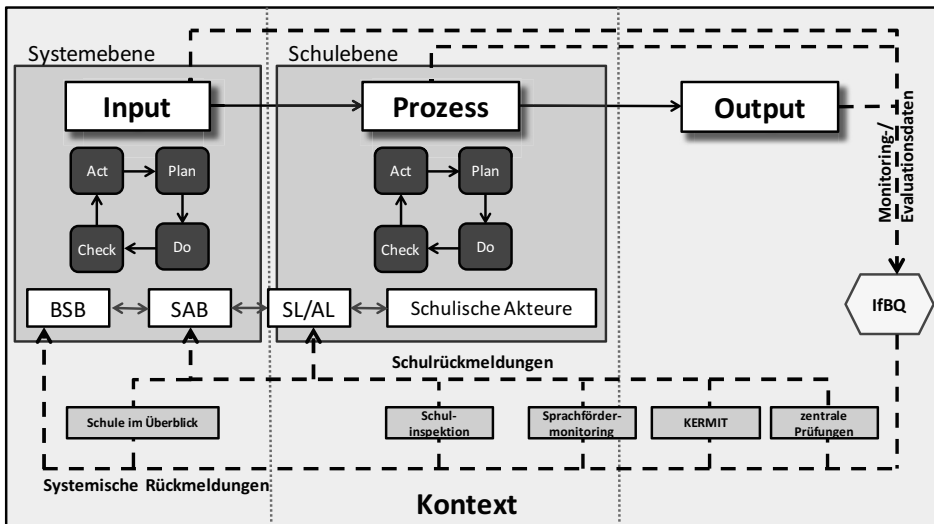 Systemebene
Schulebene
Input
Prozess
Output
Monitoring-/
Evaluationsdaten
Act
Plan
Check
Do
Act
Plan
Check
Do
BSB
SAB
SL/AL
Schulische Akteure
IfBQ
Schulrückmeldungen
Schule im Überblick
Schul-
inspektion
Sprachförder-
monitoring
KERMIT
zentrale
Prüfungen
Systemische Rückmeldungen
Kontext